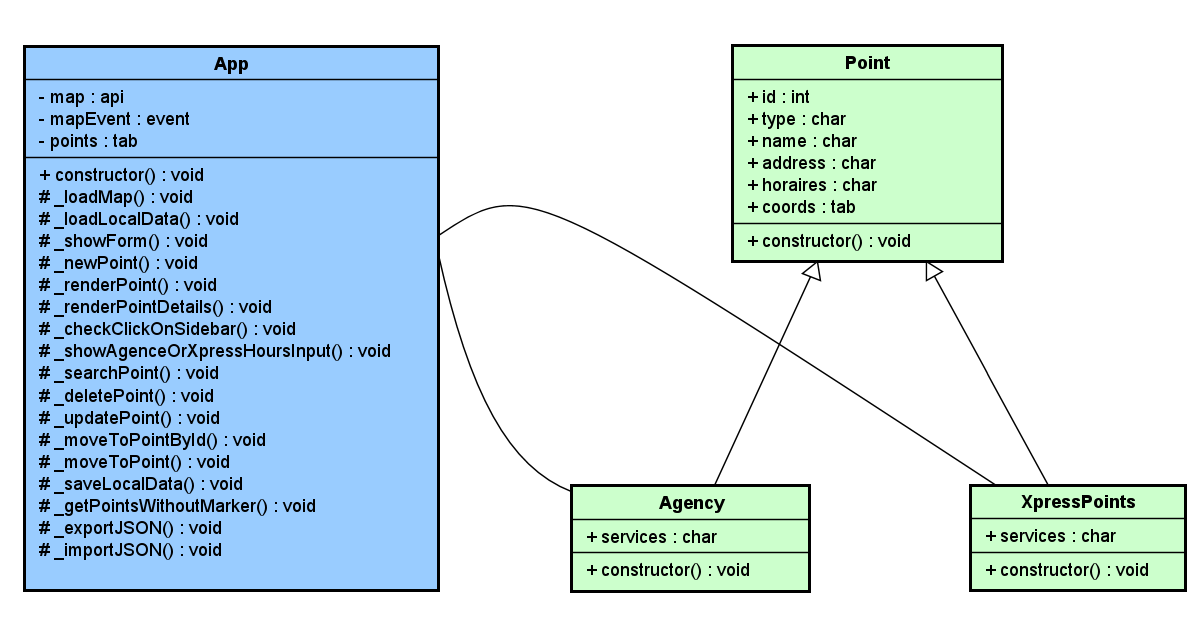 App
- map : api
- mapEvent : event
- points : tab
+ constructor() : void
# _loadMap() : void
# _loadLocalData() : void
# _showForm() : void
# _newPoint() : void
# _renderPoint() : void
# _renderPointDetails() : void
# _checkClickOnSidebar() : void
# _showAgenceOrXpressHoursInput() : void
# _searchPoint() : void
# _deletePoint() : void
# _updatePoint() : void
# _moveToPointById() : void
# _moveToPoint() : void
# _saveLocalData() : void
# _getPointsWithoutMarker() : void
# _exportJSON() : void
# _importJSON() : void
Point
+ id : int
+ type : char
+ name : char
+ address : char
+ horaires : char
+ coords : tab
+ constructor() : void
Agency
+ services : char
+ constructor() : void
XpressPoints
+ services : char
+ constructor() : void